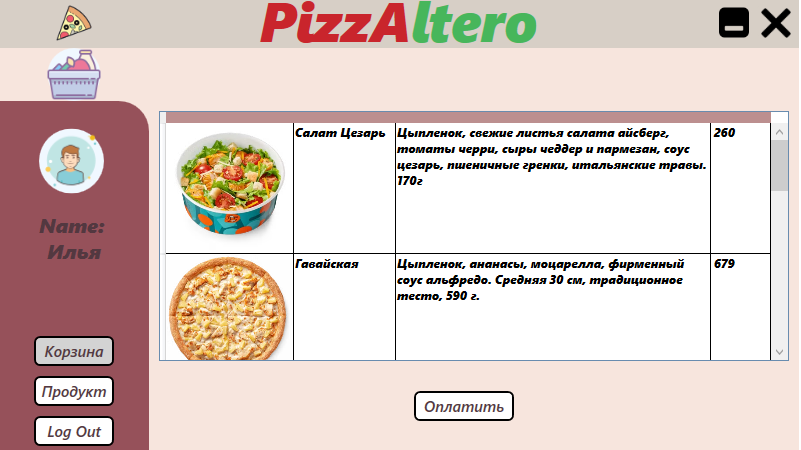 PizzAltero
Name:
Илья
Корзина
Продукт
Log Out
Салат Цезарь
Цыпленок, свежие листья салата айсберг,
томаты черри, сыры чеддер и пармезан, соус
цезарь, пшеничные гренки, итальянские травы.
170г
260
Гавайская
Цыпленок, ананасы, моцарелла, фирменный
соус альфредо. Средняя 30 см, традиционное
тесто, 590 г.
679
Оплатить